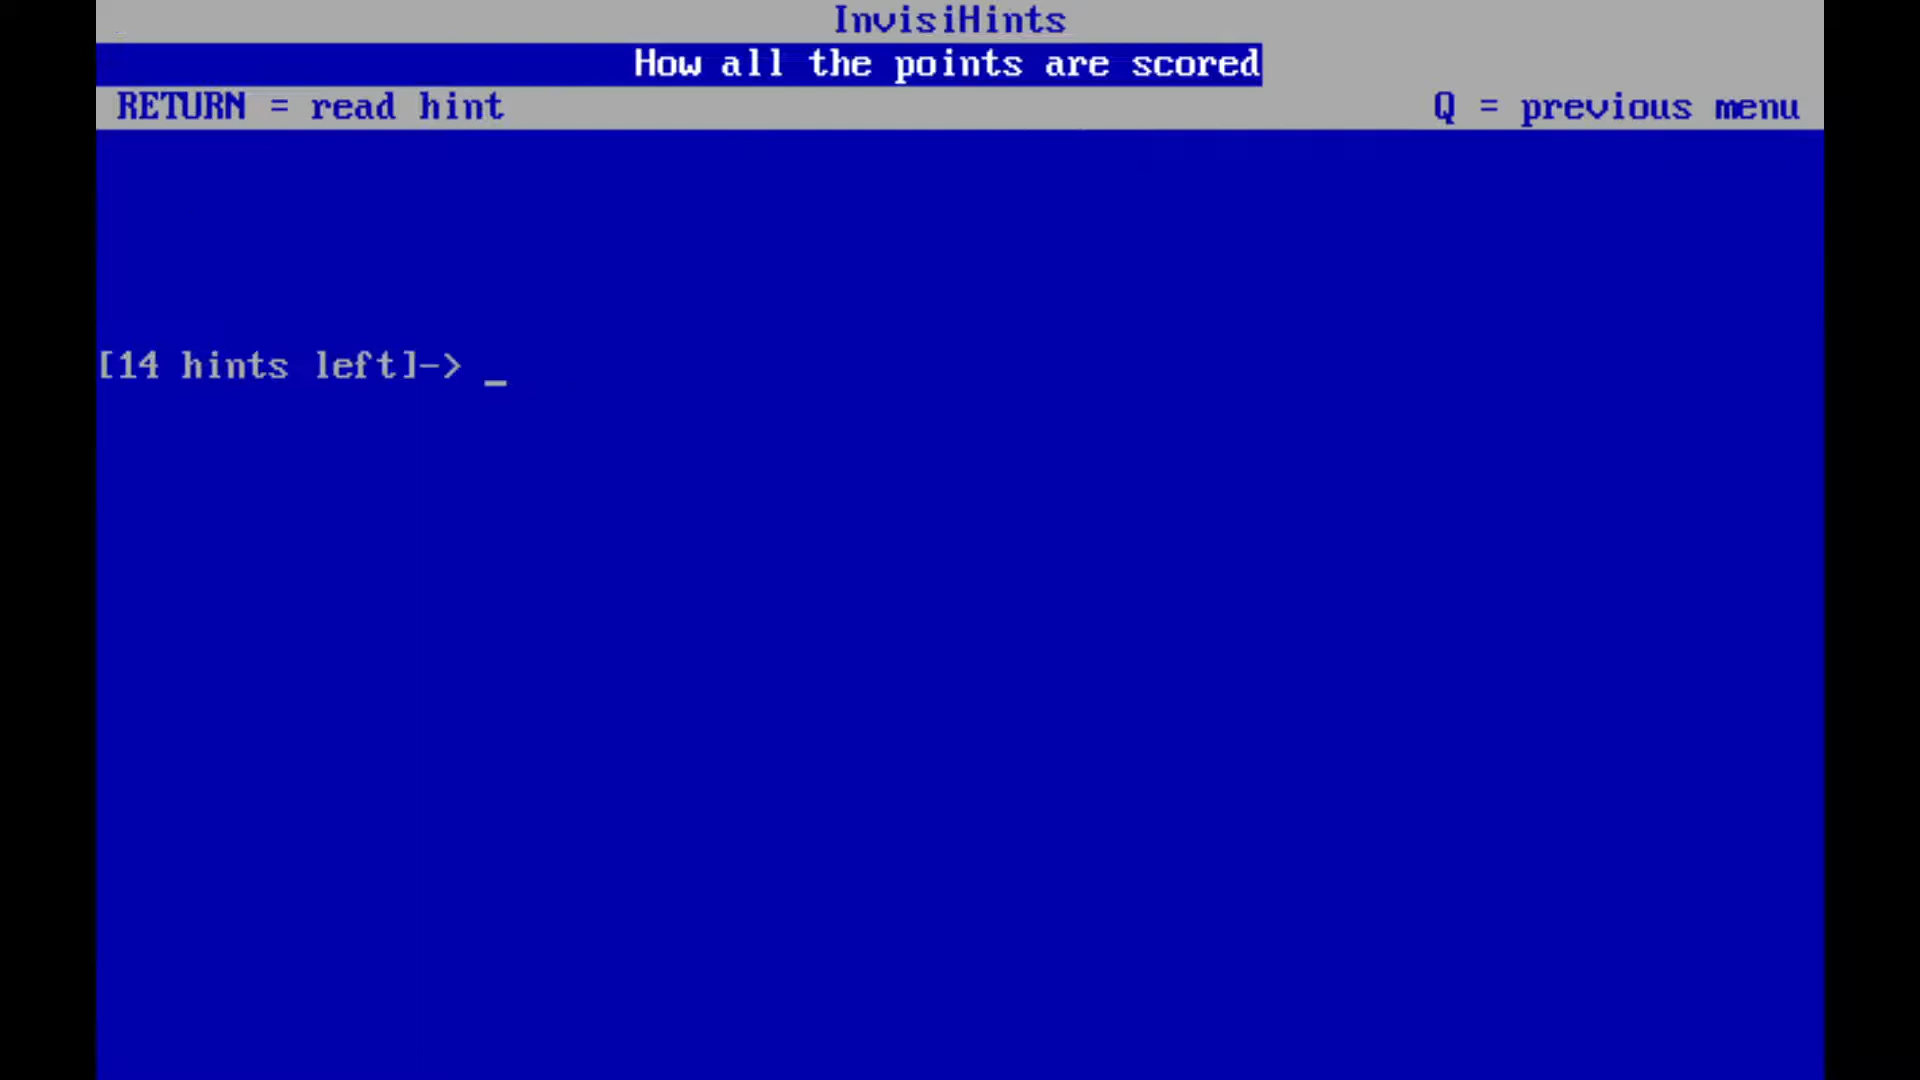 InvisiHints
How all the points are scored
RETURN = read hint
Q = previous menu
[14 hints left]-> _